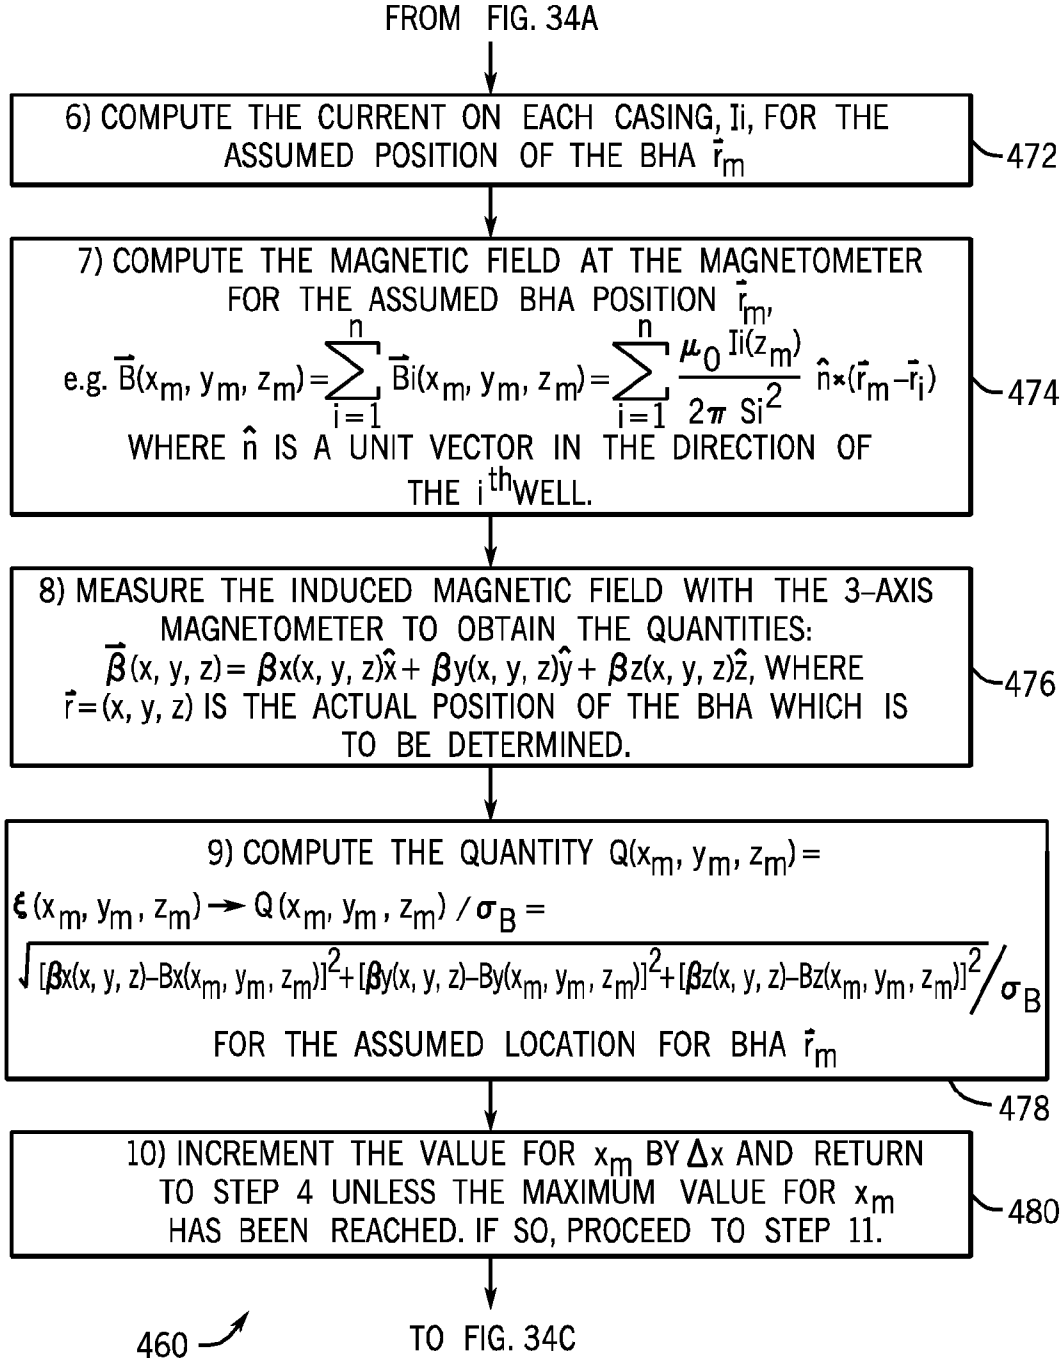 FROM FIG. 34A
6) COMPUTE THE CURRENT ON EACH CASING, Ii, FOR THE
ASSUMED POSITION OF THE BHA r⃗m
472
7) COMPUTE THE MAGNETIC FIELD AT THE MAGNETOMETER
FOR THE ASSUMED BHA POSITION r⃗m,
e.g. B⃗(xm, ym, zm) = ∑ni=1 B⃗i(xm, ym, zm) = ∑ni=1 μ0 Ii(zm) / 2π Si² n̂×(r⃗m–r⃗i)
474
WHERE n̂ IS A UNIT VECTOR IN THE DIRECTION OF
THE ith WELL.
8) MEASURE THE INDUCED MAGNETIC FIELD WITH THE 3–AXIS
MAGNETOMETER TO OBTAIN THE QUANTITIES:
β⃗(x, y, z) = βx(x, y, z)x̂ + βy(x, y, z)ŷ + βz(x, y, z)ẑ, WHERE
476
r⃗=(x, y, z) IS THE ACTUAL POSITION OF THE BHA WHICH IS
TO BE DETERMINED.
9) COMPUTE THE QUANTITY Q(xm, ym, zm) =
ξ(xm, ym, zm) → Q(xm, ym, zm) / σB =
√[βx(x, y, z)–Bx(xm, ym, zm)]²+[βy(x, y, z)–By(xm, ym, zm)]²+[βz(x, y, z)–Bz(xm, ym, zm)]² / σB
FOR THE ASSUMED LOCATION FOR BHA r⃗m
478
10) INCREMENT THE VALUE FOR xm BY Δx AND RETURN
TO STEP 4 UNLESS THE MAXIMUM VALUE FOR xm
480
HAS BEEN REACHED. IF SO, PROCEED TO STEP 11.
460
TO FIG. 34C